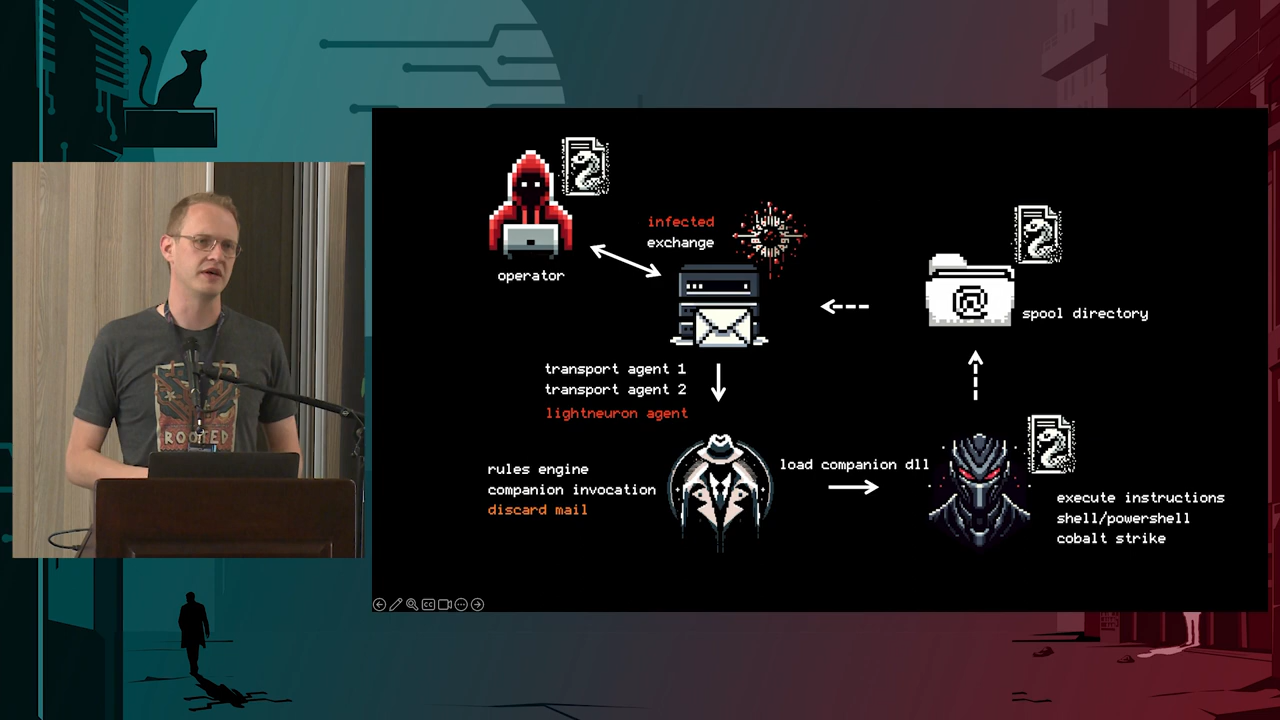 operator
infected
exchange
spool directory
transport agent 1
transport agent 2
lightneuron agent
rules engine
companion invocation
discard mail
load companion dll
execute instructions
shell/powershell
cobalt strike
ROOTED
CC